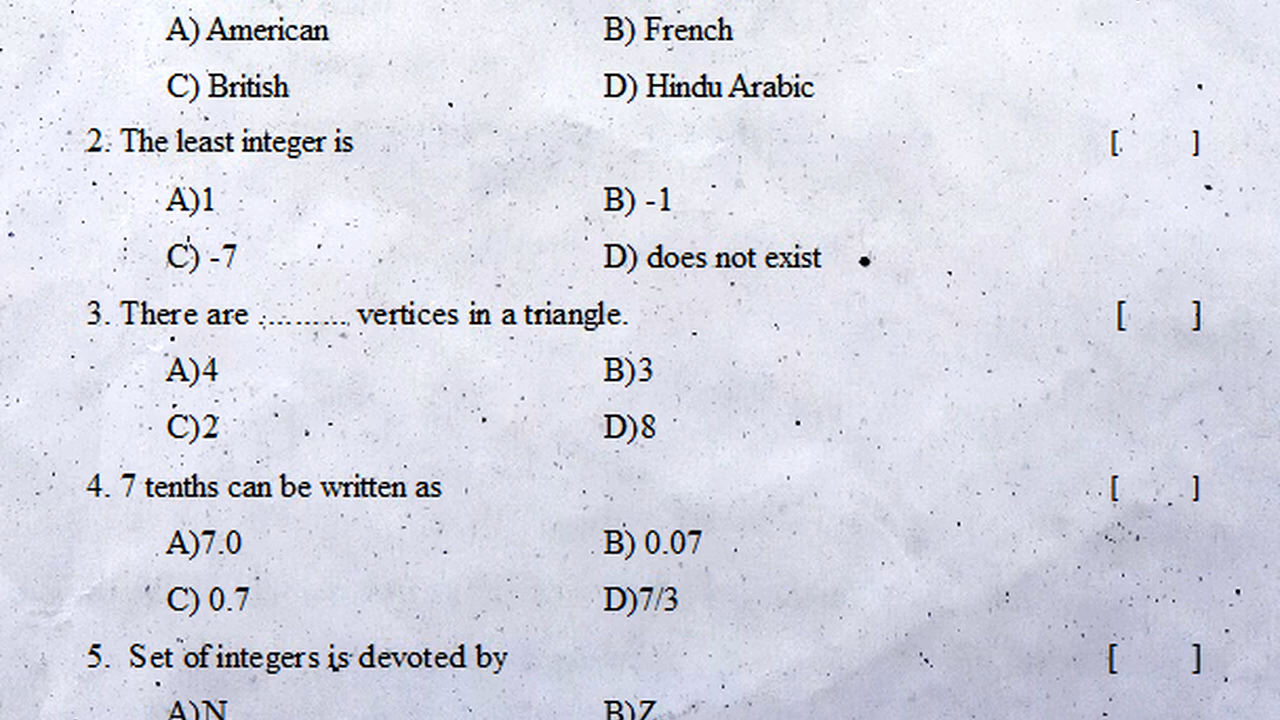 A) American B) French
C) British D) Hindu Arabic
2. The least integer is [ ]
A)1 B) -1
C) -7 D) does not exist
3. There are .......... vertices in a triangle. [ ]
A)4 B)3
C)2 D)8
4. 7 tenths can be written as [ ]
A)7.0 B) 0.07
C) 0.7 D)7/3
5. Set of integers is devoted by [ ]
A)N B)Z